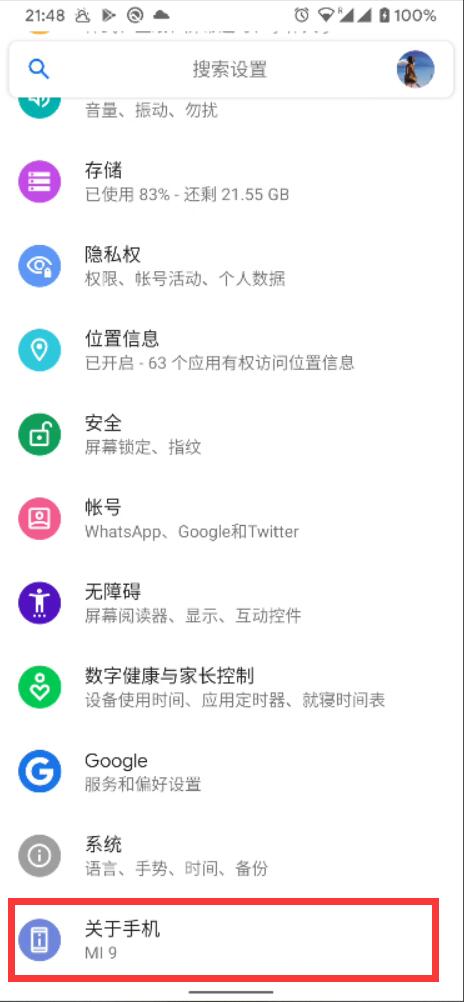 21:48
R
100%
搜索设置
音量、振动、勿扰
存储
已使用 83% - 还剩 21.55 GB
隐私权
权限、帐号活动、个人数据
位置信息
已开启 - 63 个应用有权访问位置信息
安全
屏幕锁定、指纹
帐号
WhatsApp、Google和Twitter
无障碍
屏幕阅读器、显示、互动控件
数字健康与家长控制
设备使用时间、应用定时器、就寝时间表
Google
服务和偏好设置
系统
语言、手势、时间、备份
关于手机
MI 9